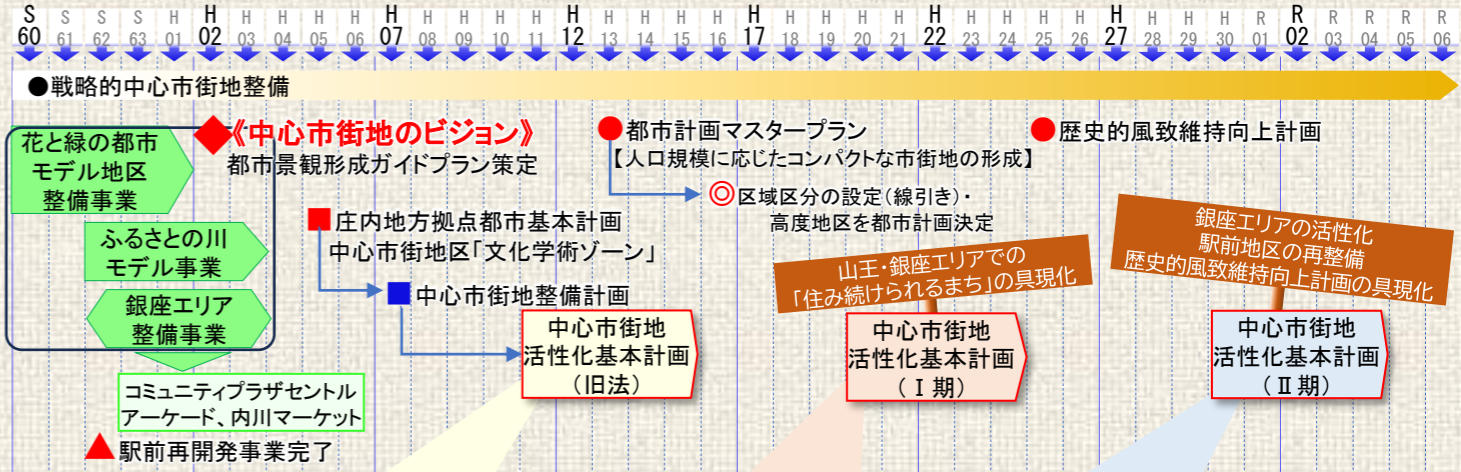 S S S S H H H H H H H H H H H H H H H H H H H H H H H H H H H H H H H R R R R R
60 61 62 63 01 02 03 04 05 06 07 08 09 10 11 12 13 14 15 16 17 18 19 20 21 22 23 24 25 26 27 28 29 30 01 02 03 04 05 06
●戦略的中心市街地整備
花と緑の都市
モデル地区
整備事業
ふるさとの川
モデル事業
銀座エリア
整備事業
コミュニティプラザセントル
アーケード、内川マーケット
▲駅前再開発事業完了
◆《中心市街地のビジョン》
都市景観形成ガイドプラン策定
■庄内地方拠点都市基本計画
中心市街地区「文化学術ゾーン」
■中心市街地整備計画
中心市街地
活性化基本計画
（旧法）
●都市計画マスタープラン
【人口規模に応じたコンパクトな市街地の形成】
◎区域区分の設定（線引き）・
高度地区を都市計画決定
山王・銀座エリアでの
「住み続けられるまち」の具現化
中心市街地
活性化基本計画
（Ⅰ期）
●歴史的風致維持向上計画
銀座エリアの活性化
駅前地区の再整備
歴史的風致維持向上計画の具現化
中心市街地
活性化基本計画
（Ⅱ期）